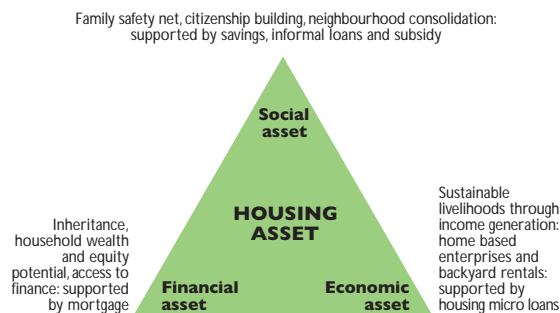 Family safety net, citizenship building, neighbourhood consolidation:
supported by savings, informal loans and subsidy
Social
asset
HOUSING
ASSET
Inheritance,
household wealth
and equity
potential, access to
finance: supported
by mortgage
Financial
asset
Economic
asset
Sustainable
livelihoods through
income generation:
home based
enterprises and
backyard rentals:
supported by
housing micro loans